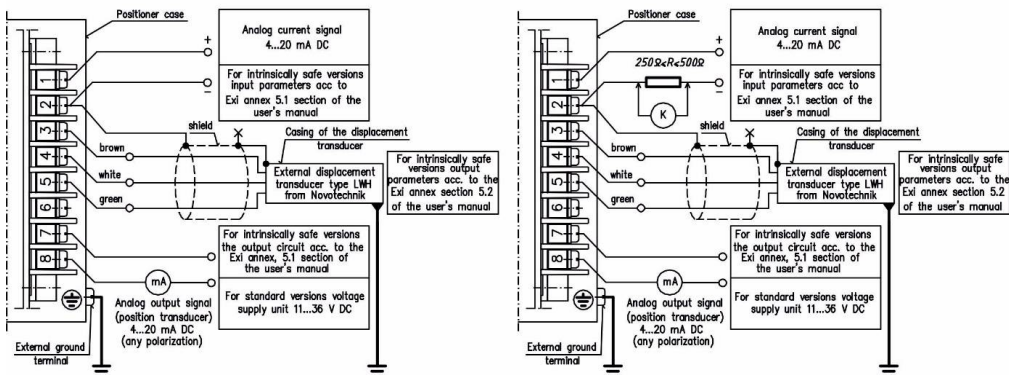 Positioner case
+
−
Analog current signal
4...20 mA DC
For intrinsically safe versions
input parameters acc to
Exi annex 5.1 section of the
user's manual
1
2
3
4
5
6
7
8
shield
Casing of the displacement
transducer
brown
white
green
External displacement
transducer type LWH
from Novotechnik
For intrinsically safe
versions output
parameters acc. to the
Exi annex section 5.2
of the user's manual
For intrinsically safe versions
the output circuit acc. to the
Exi annex, 5.1 section of
the user's manual
For standard versions voltage
supply unit 11...36 V DC
mA
Analog output signal
(position transducer)
4...20 mA DC
(any polarization)
External ground
terminal
Positioner case
+
−
250Ω≤R≤500Ω
K
Analog current signal
4...20 mA DC
For intrinsically safe versions
input parameters acc to
Exi annex 5.1 section of the
user's manual
1
2
3
4
5
6
7
8
shield
Casing of the displacement
transducer
brown
white
green
External displacement
transducer type LWH
from Novotechnik
For intrinsically safe
versions output
parameters acc. to the
Exi annex section 5.2
of the user's manual
For intrinsically safe versions
the output circuit acc. to the
Exi annex, 5.1 section of
the user's manual
For standard versions voltage
supply unit 11...36 V DC
mA
Analog output signal
(position transducer)
4...20 mA DC
(any polarization)
External ground
terminal